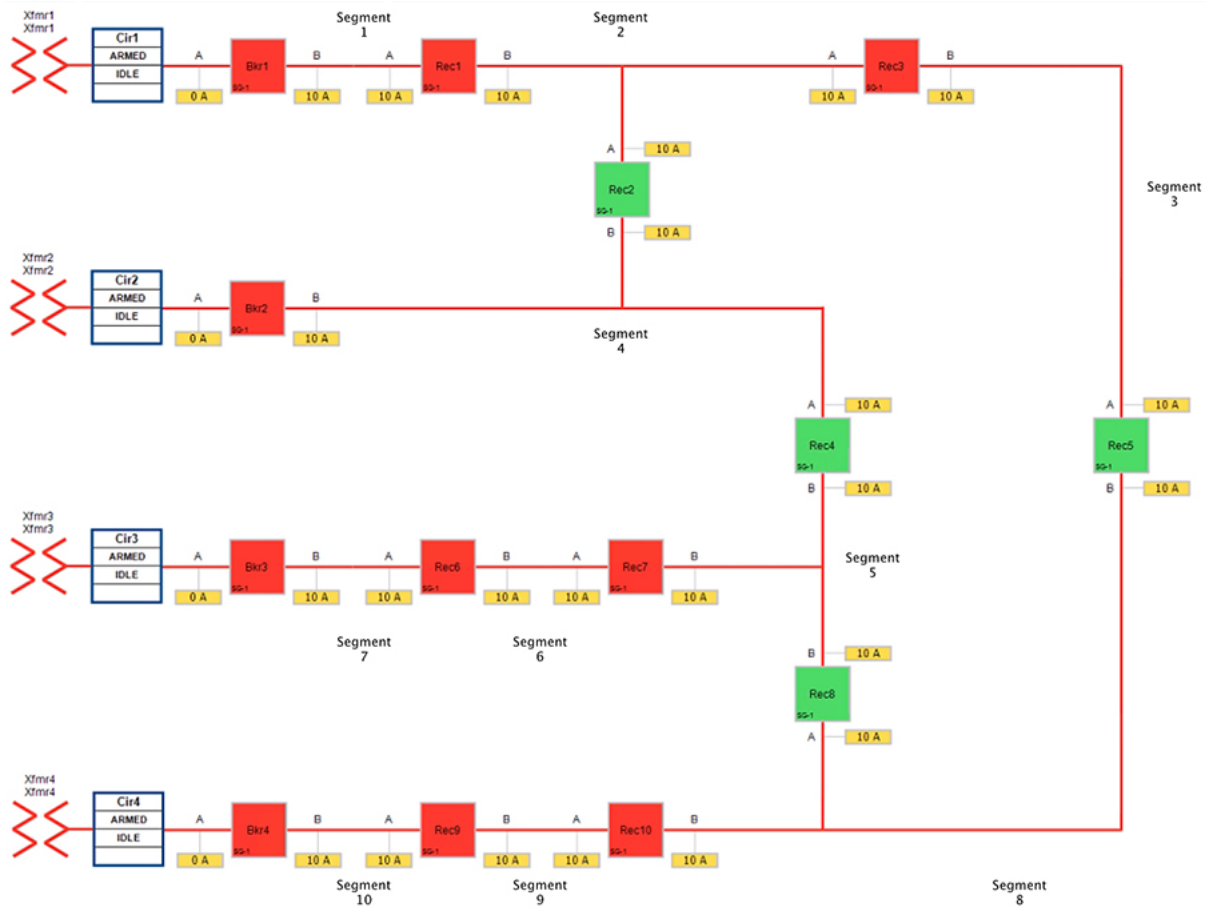 Xfmr1
Xfmr1
Segment
1
Segment
2
Cir1
ARMED
IDLE
A
Bkr1
SG-1
B
A
Rec1
SG-1
B
A
Rec3
SG-1
B
0 A
10 A
10 A
10 A
10 A
10 A
A
10 A
Rec2
SG-1
B
10 A
Segment
3
Xfmr2
Xfmr2
Cir2
ARMED
IDLE
A
Bkr2
SG-1
B
0 A
10 A
Segment
4
A
10 A
Rec4
SG-1
B
10 A
A
10 A
Rec5
SG-1
B
10 A
Xfmr3
Xfmr3
Cir3
ARMED
IDLE
A
Bkr3
SG-1
B
A
Rec6
SG-1
B
A
Rec7
SG-1
B
Segment
5
0 A
10 A
10 A
10 A
10 A
10 A
Segment
7
Segment
6
B
10 A
Rec8
SG-1
A
10 A
Xfmr4
Xfmr4
Cir4
ARMED
IDLE
A
Bkr4
SG-1
B
A
Rec9
SG-1
B
A
Rec10
SG-1
B
0 A
10 A
10 A
10 A
10 A
10 A
Segment
10
Segment
9
Segment
8